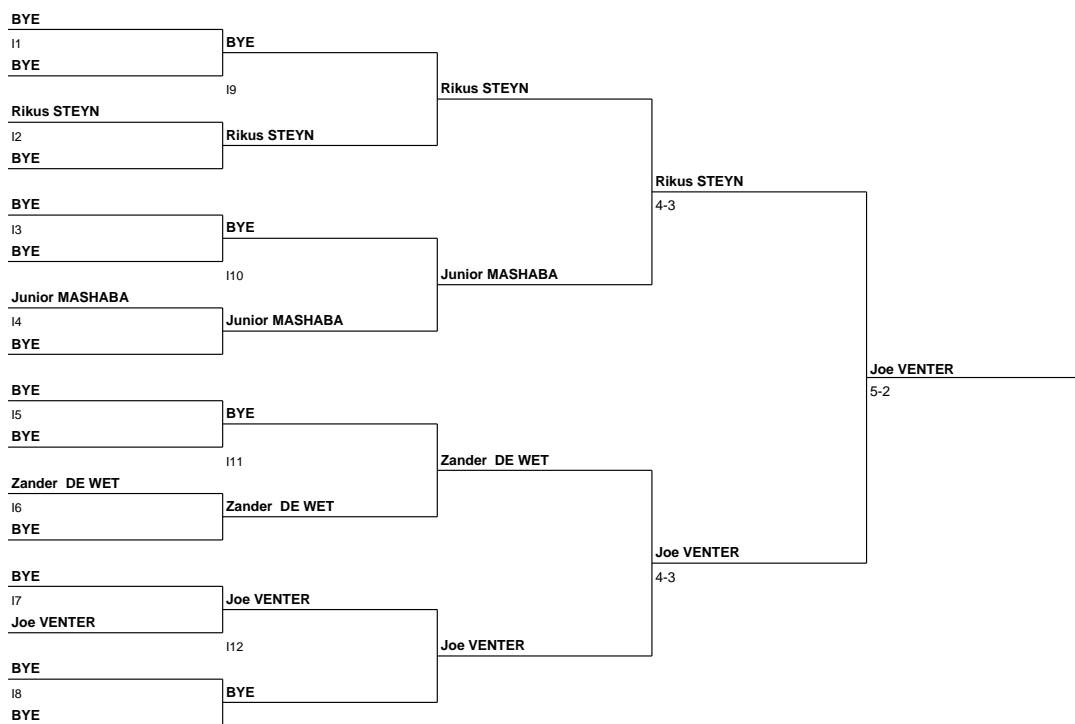 BYE
I1
BYE
BYE
I9
Rikus STEYN
Rikus STEYN
I2
Rikus STEYN
BYE
Rikus STEYN
4-3
BYE
I3
BYE
BYE
I10
Junior MASHABA
Junior MASHABA
I4
Junior MASHABA
BYE
Joe VENTER
5-2
BYE
I5
BYE
BYE
I11
Zander DE WET
Zander DE WET
I6
Zander DE WET
BYE
Joe VENTER
4-3
BYE
I7
Joe VENTER
Joe VENTER
I12
Joe VENTER
BYE
I8
BYE
BYE